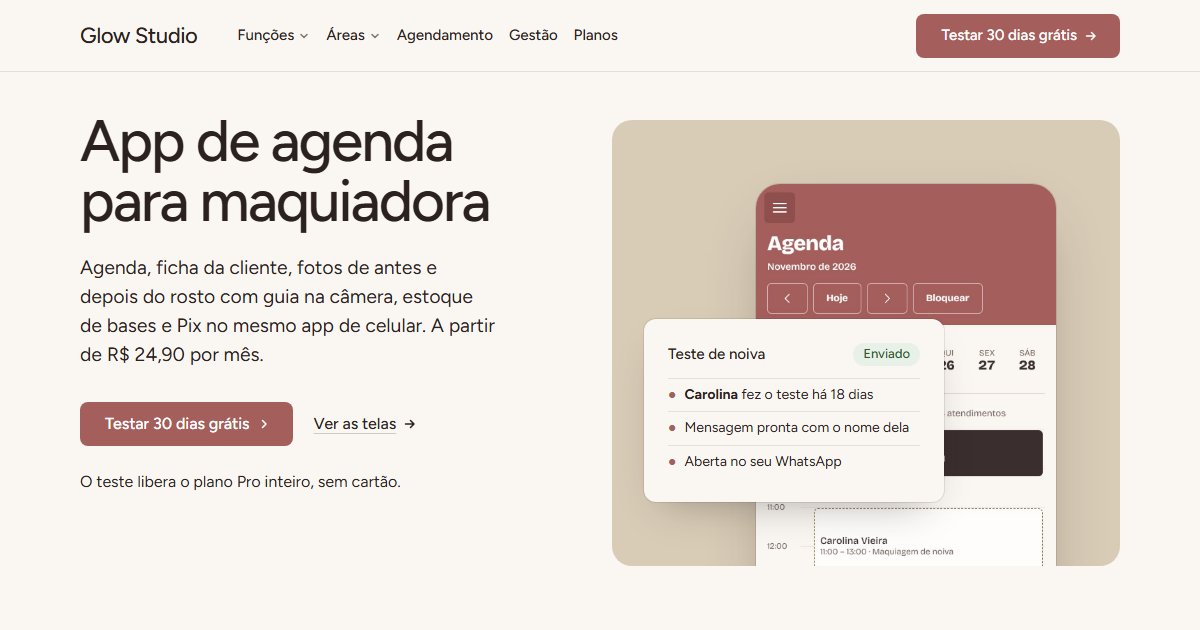 Glow Studio
Funções
Áreas
Agendamento
Gestão
Planos
Testar 30 dias grátis
App de agenda
para maquiadora
Agenda, ficha da cliente, fotos de antes e
depois do rosto com guia na câmera, estoque
de bases e Pix no mesmo app de celular. A partir
de R$ 24,90 por mês.
Testar 30 dias grátis
Ver as telas
O teste libera o plano Pro inteiro, sem cartão.
Agenda
Novembro de 2026
Hoje
Bloquear
Teste de noiva
Enviado
Carolina fez o teste há 18 dias
Mensagem pronta com o nome dela
Aberta no seu WhatsApp
SEX
27
SÁB
28
atendimentos
11:00
12:00
Carolina Vieira
11:00 – 13:00 · Maquiagem de noiva